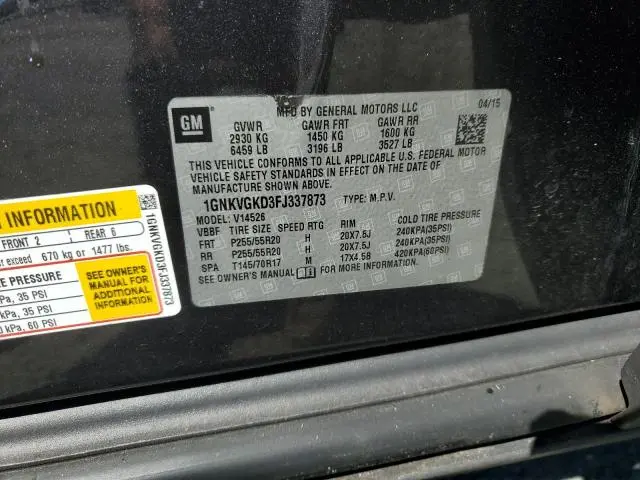 GM
MFD BY GENERAL MOTORS LLC
04/15
GVWR GAWR FRT GAWR RR
2930 KG 1450 KG 1600 KG
6459 LB 3196 LB 3527 LB
THIS VEHICLE CONFORMS TO ALL APPLICABLE U.S. FEDERAL MOTOR
VEHICLE SAFETY STANDARDS IN EFFECT ON THE DATE OF
MANUFACTURE SHOWN ABOVE.
1GNKVGKD3FJ337873 TYPE: M.P.V.
MODEL: V14526
VBBF TIRE SIZE SPEED RTG RIM COLD TIRE PRESSURE
FRT P255/55R20 H 20X7.5J 240KPA(35PSI)
RR P255/55R20 H 20X7.5J 240KPA(35PSI)
SPA T145/70R17 M 17X4.5B 420KPA(60PSI)
SEE OWNER'S MANUAL FOR MORE INFORMATION.
INFORMATION
FRONT 2 REAR 6
exceed 670 kg or 1477 lbs.
PRESSURE
kPa, 35 PSI
kPa, 35 PSI
kPa, 60 PSI
SEE OWNER'S
MANUAL FOR
ADDITIONAL
INFORMATION
1GNKVGKD3FJ337873